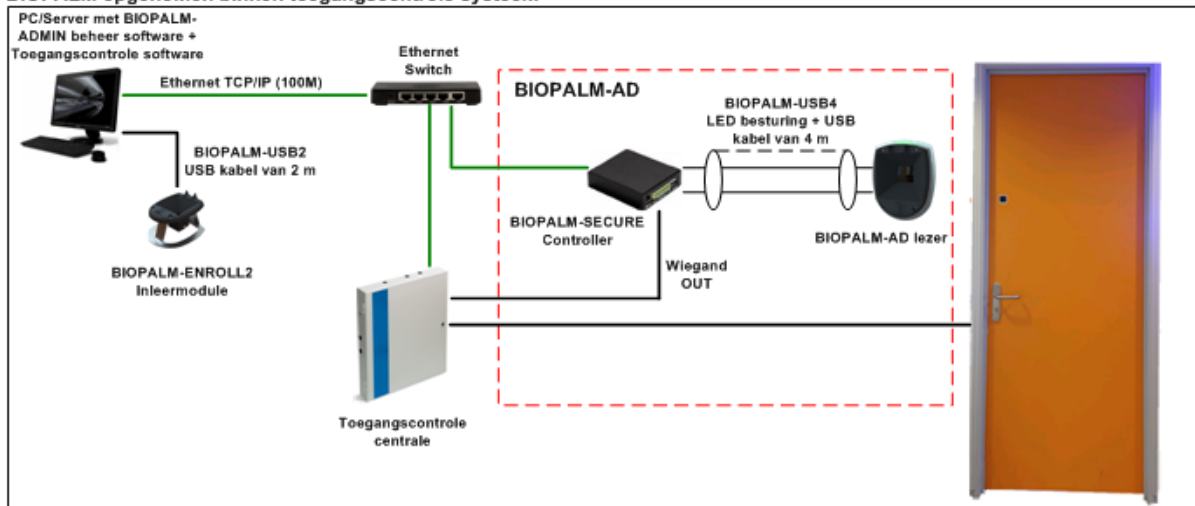 PC/Server met BIOPALM-
ADMIN beheer software +
Toegangscontrole software
Ethernet TCP/IP (100M)
Ethernet
Switch
BIOPALM-USB2
USB kabel van 2 m
BIOPALM-ENROLL2
Inleermodule
BIOPALM-AD
BIOPALM-USB4
LED besturing + USB
kabel van 4 m
BIOPALM-SECURE
Controller
BIOPALM-AD lezer
Wiegand
OUT
Toegangscontrole
centrale